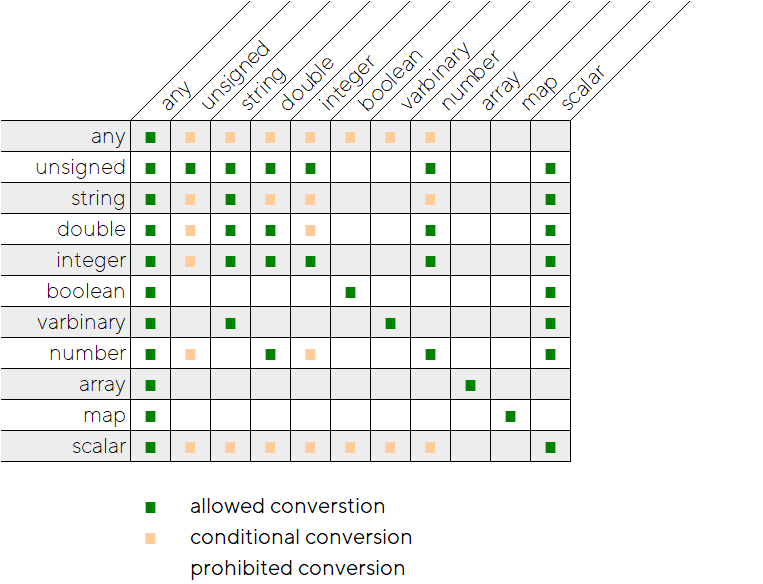 any
unsigned
string
double
integer
boolean
varbinary
number
array
map
scalar
any
unsigned
string
double
integer
boolean
varbinary
number
array
map
scalar
allowed converstion
conditional conversion
prohibited conversion